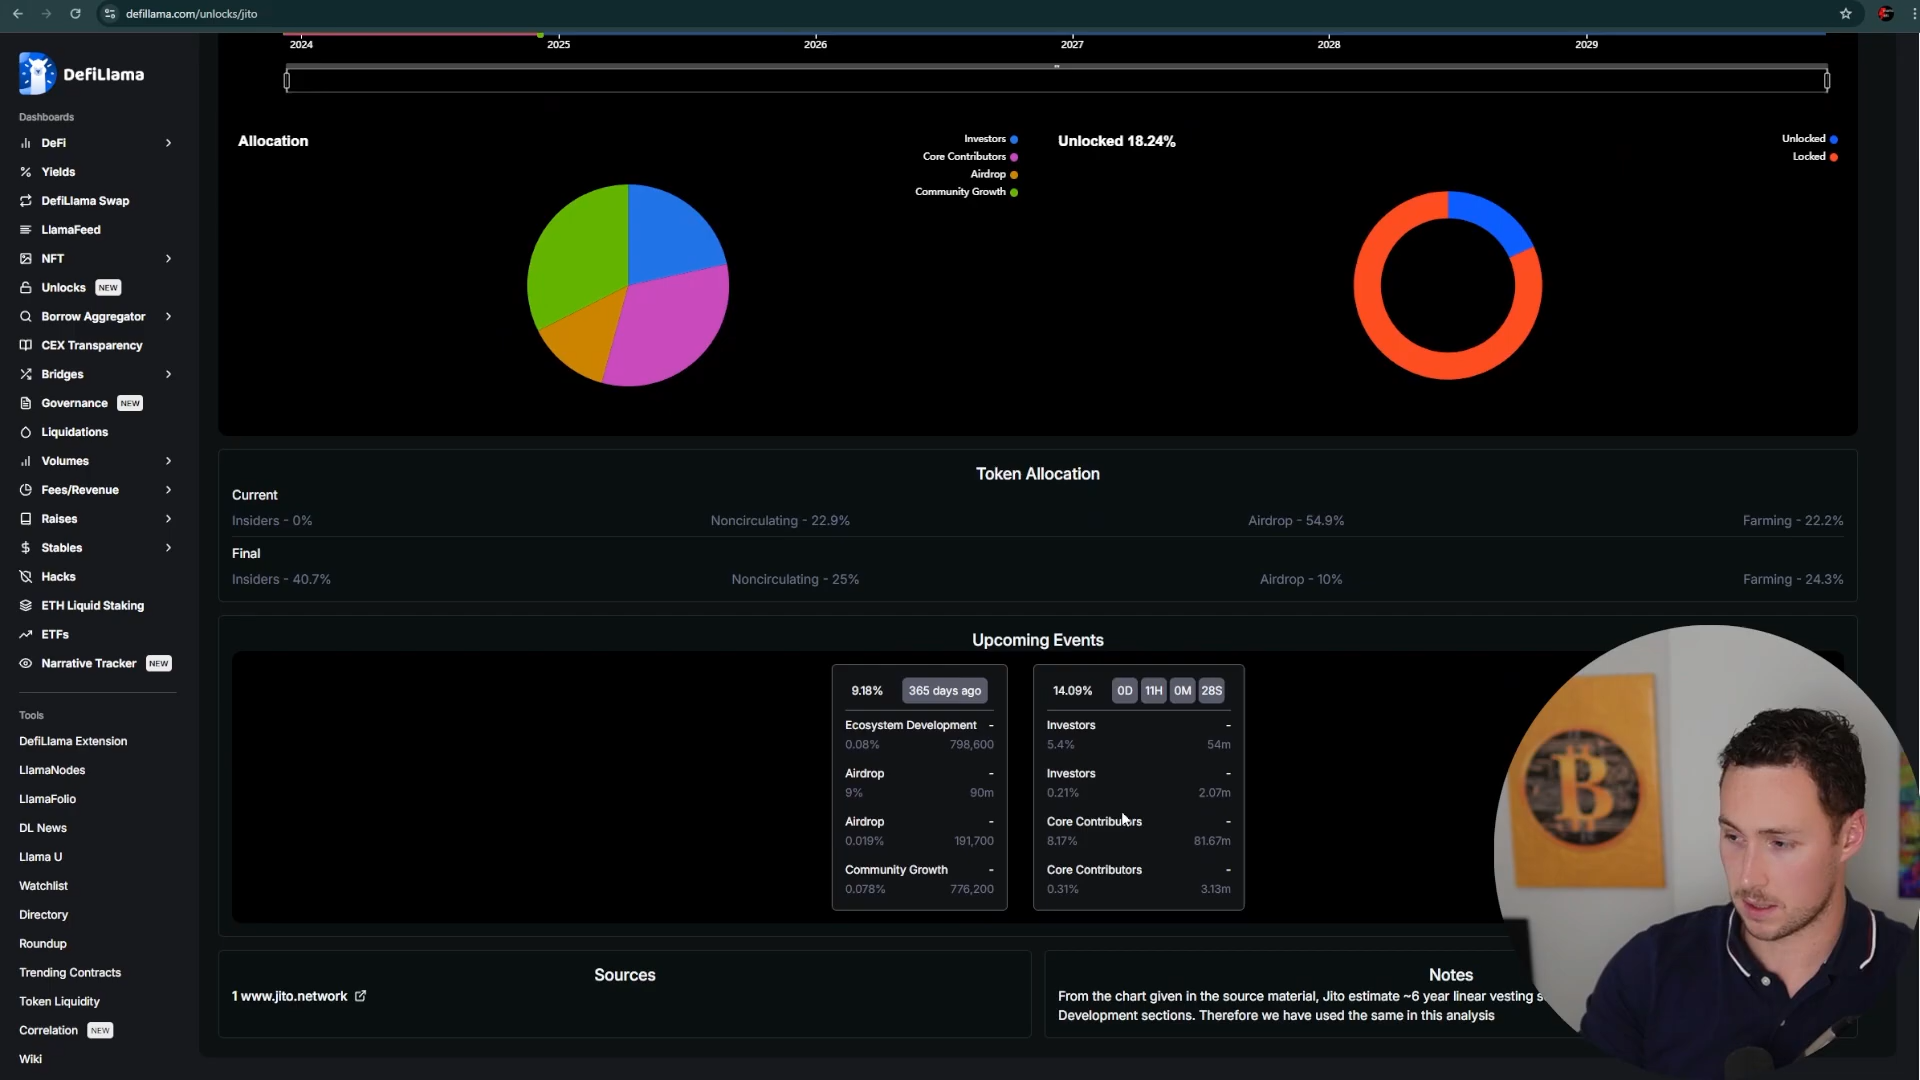 defillama.com/unlocks/jito
DefiLlama
Dashboards
DeFi
Yields
DefiLlama Swap
LlamaFeed
NFT
Unlocks NEW
Borrow Aggregator
CEX Transparency
Bridges
Governance NEW
Liquidations
Volumes
Fees/Revenue
Raises
Stables
Hacks
ETH Liquid Staking
ETFs
Narrative Tracker NEW
Tools
DefiLlama Extension
LlamaNodes
LlamaFolio
DL News
Llama U
Watchlist
Directory
Roundup
Trending Contracts
Token Liquidity
Correlation NEW
Wiki
2024 2025 2026 2027 2028 2029
Allocation
Investors
Core Contributors
Airdrop
Community Growth
Unlocked 18.24%
Unlocked
Locked
Token Allocation
Current
Insiders - 0% Noncirculating - 22.9% Airdrop - 54.9% Farming - 22.2%
Final
Insiders - 40.7% Noncirculating - 25% Airdrop - 10% Farming - 24.3%
Upcoming Events
9.18% 365 days ago
Ecosystem Development -
0.08% 798,600
Airdrop -
9% 90m
Airdrop -
0.019% 191,700
Community Growth -
0.078% 776,200
14.09% 0D 11H 0M 28S
Investors -
5.4% 54m
Investors -
0.21% 2.07m
Core Contributors -
8.17% 81.67m
Core Contributors -
0.31% 3.13m
Sources
1 www.jito.network
Notes
From the chart given in the source material, Jito estimate ~6 year linear vesting
Development sections. Therefore we have used the same in this analysis